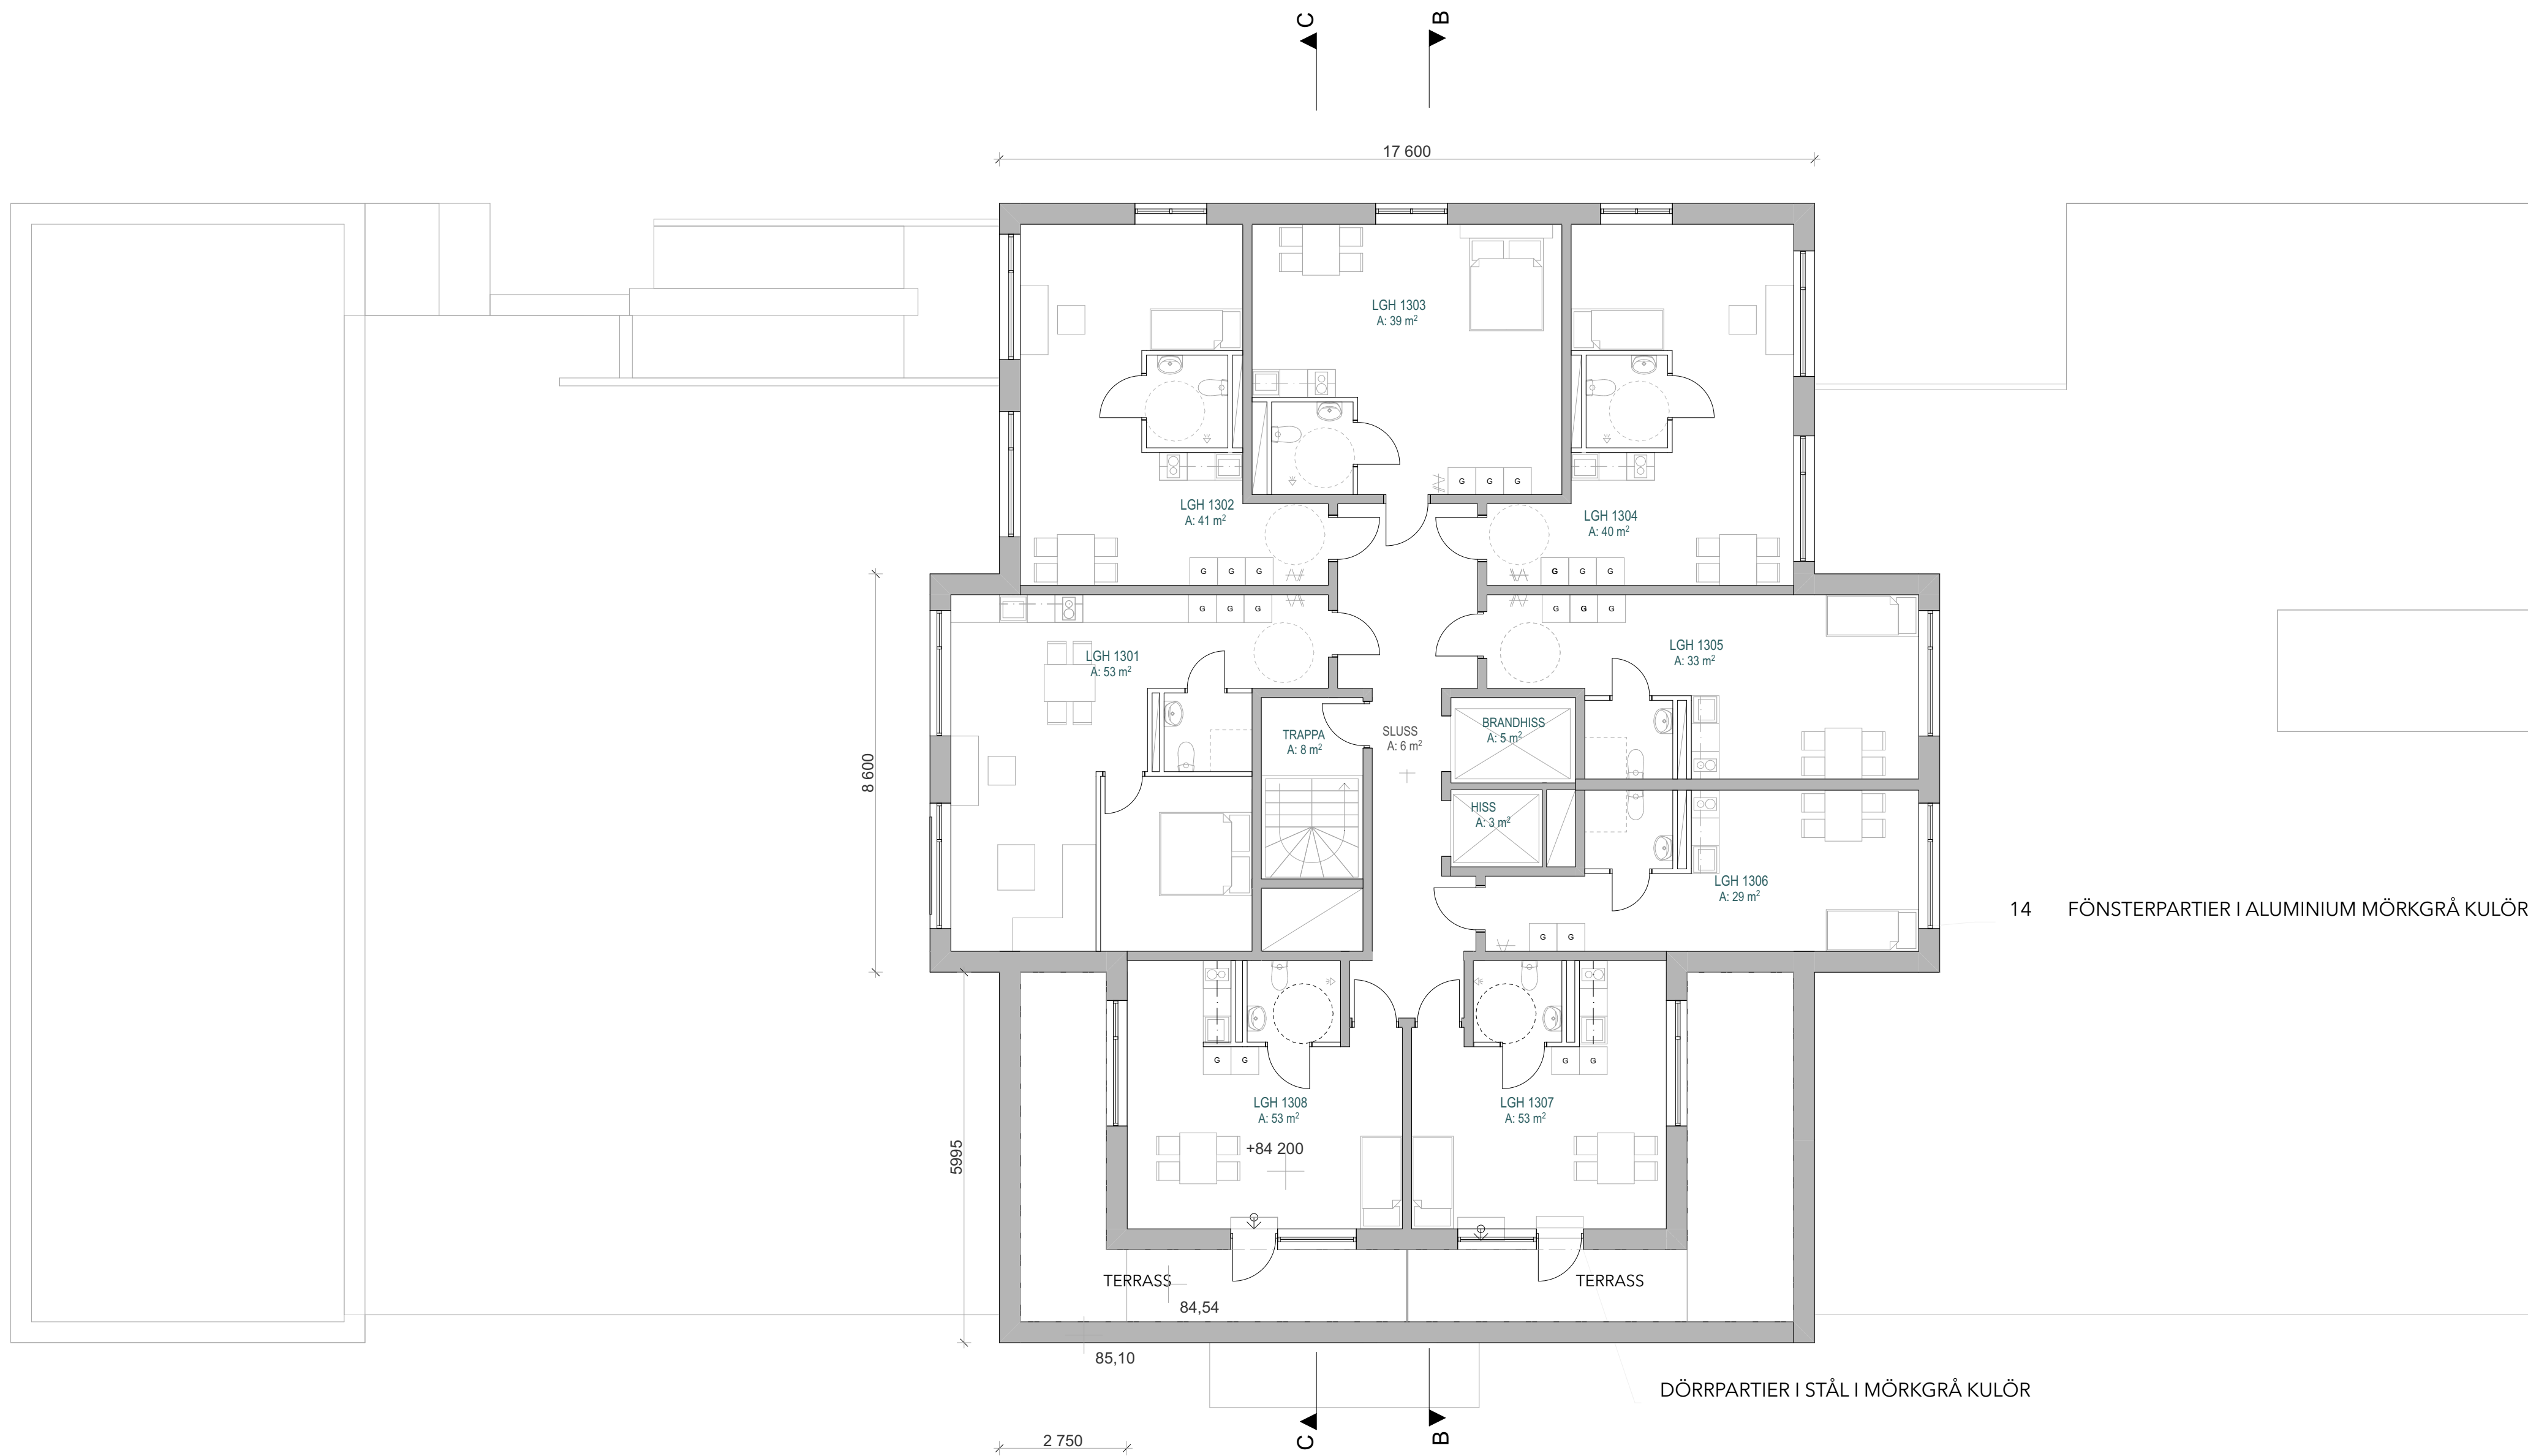 C
B
17 600
LGH 1303
A: 39 m²
G G G
LGH 1302
A: 41 m²
LGH 1304
A: 40 m²
G G G
G G G
G G G
G G G
LGH 1301
A: 53 m²
LGH 1305
A: 33 m²
TRAPPA
A: 8 m²
SLUSS
A: 6 m²
BRANDHISS
A: 5 m²
8 600
HISS
A: 3 m²
LGH 1306
A: 29 m²
14 FÖNSTERPARTIER I ALUMINIUM MÖRKGRÅ KULÖR
G G
G G
G G
LGH 1308
A: 53 m²
LGH 1307
A: 53 m²
5995
+84 200
TERRASS
TERRASS
84,54
85,10
DÖRRPARTIER I STÅL I MÖRKGRÅ KULÖR
2 750
C
B